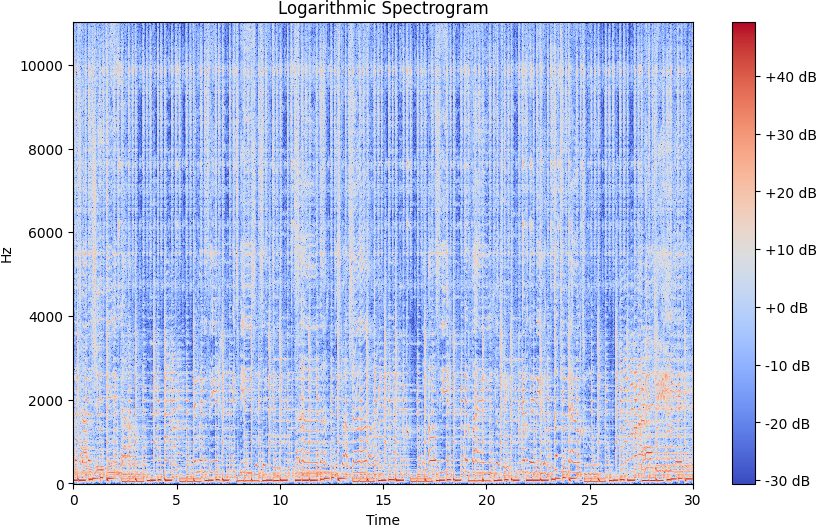 Logarithmic Spectrogram
Hz
10000
8000
6000
4000
2000
0
0 5 10 15 20 25 30
Time
+40 dB
+30 dB
+20 dB
+10 dB
+0 dB
-10 dB
-20 dB
-30 dB